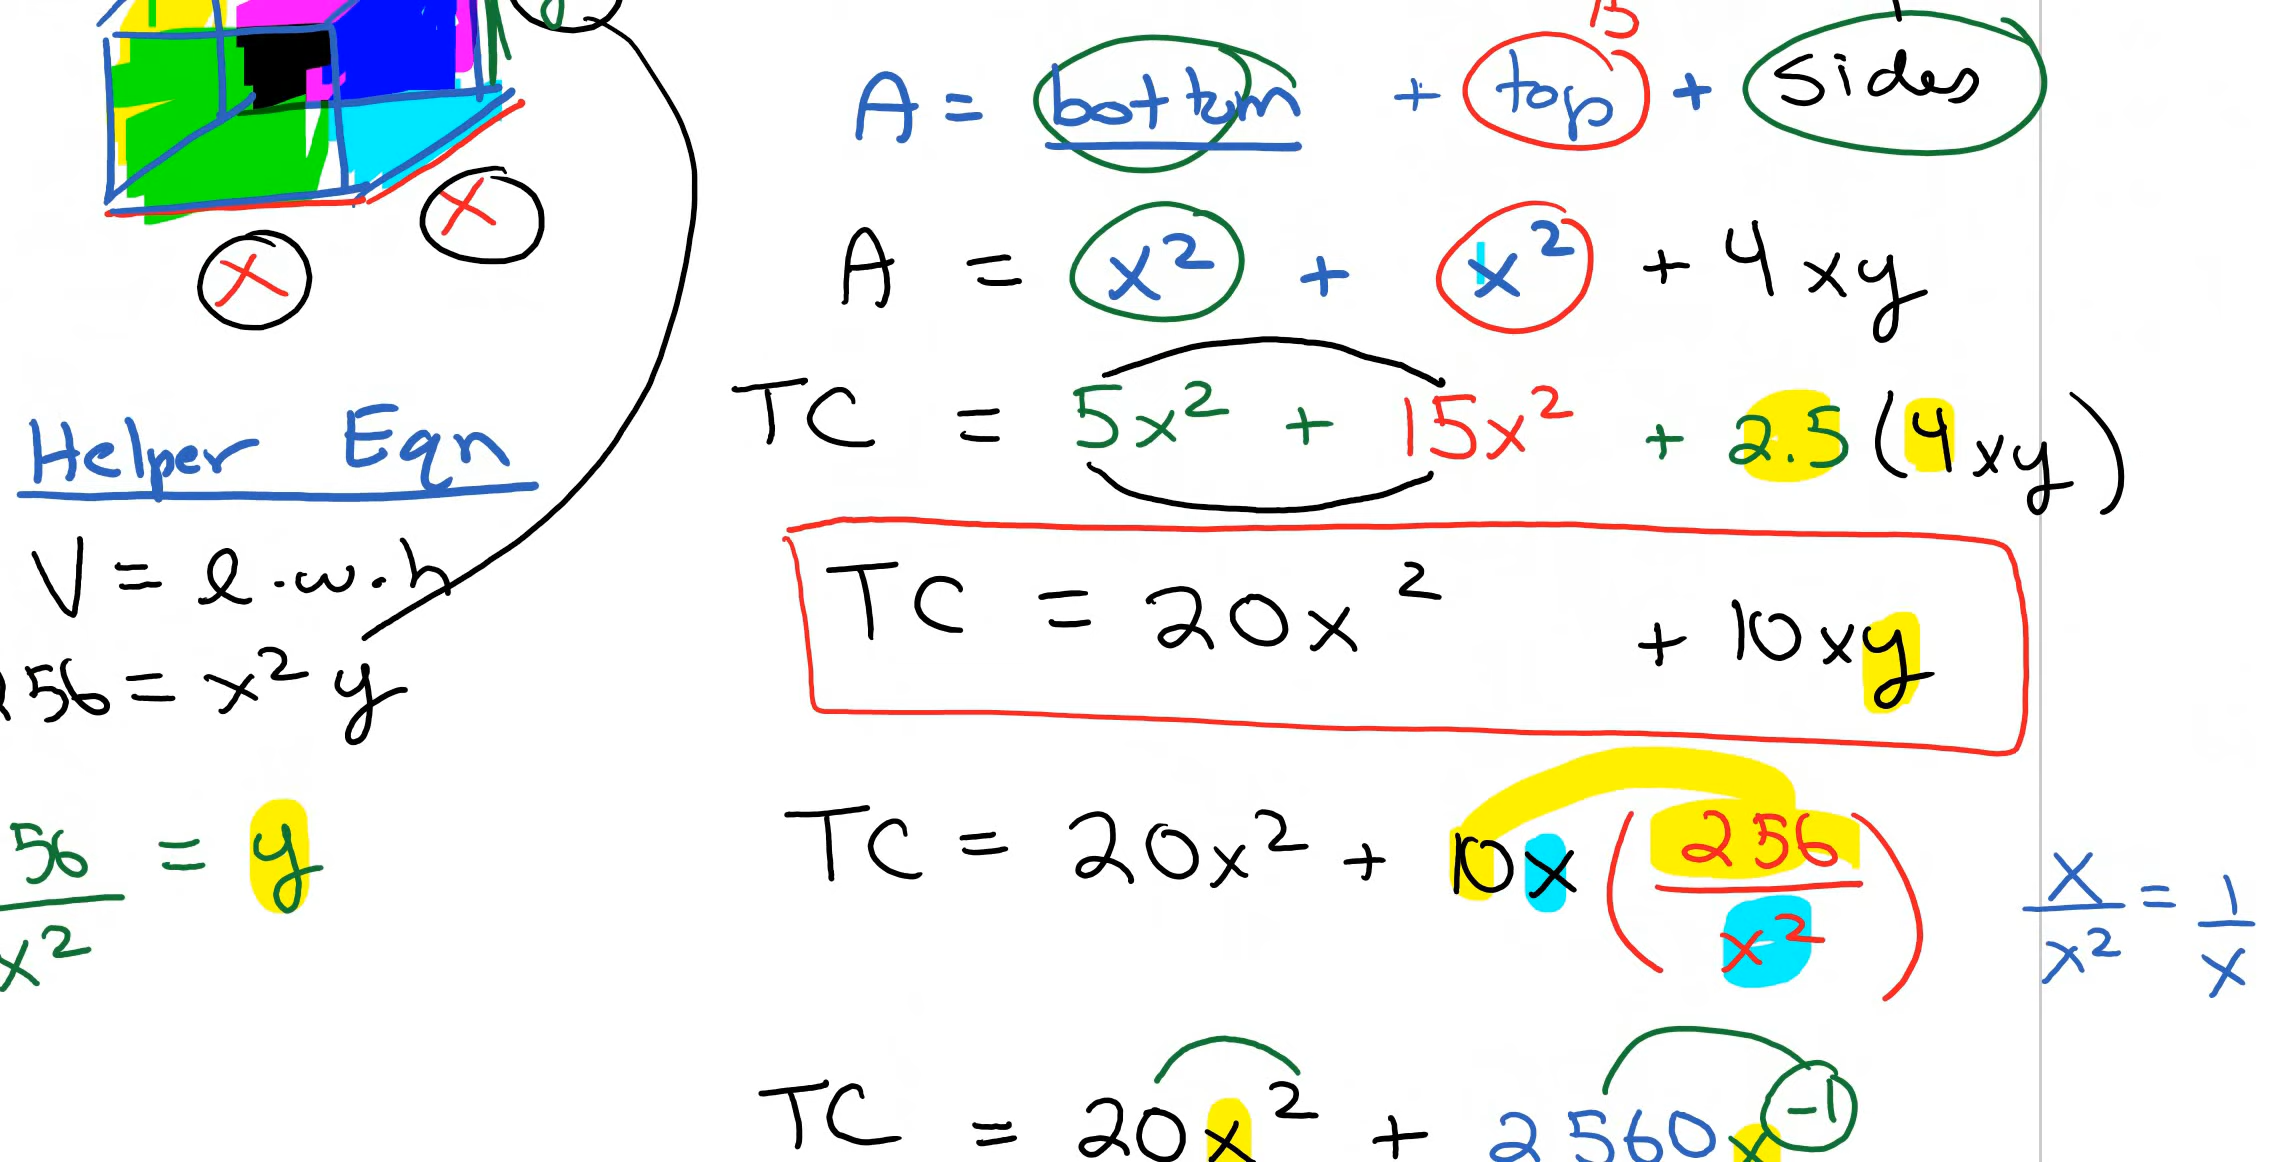 15
A = bottom + top + sides
x
x
A = x² + x² + 4xy
TC = 5x² + 15x² + 2.5(4xy)
TC = 20x² + 10xy
TC = 20x² + 10x(256/x²)
x/x² = 1/x
TC = 20x² + 2560x⁻¹
Helper Eqn
V = l·w·h
256 = x²y
56/x² = y